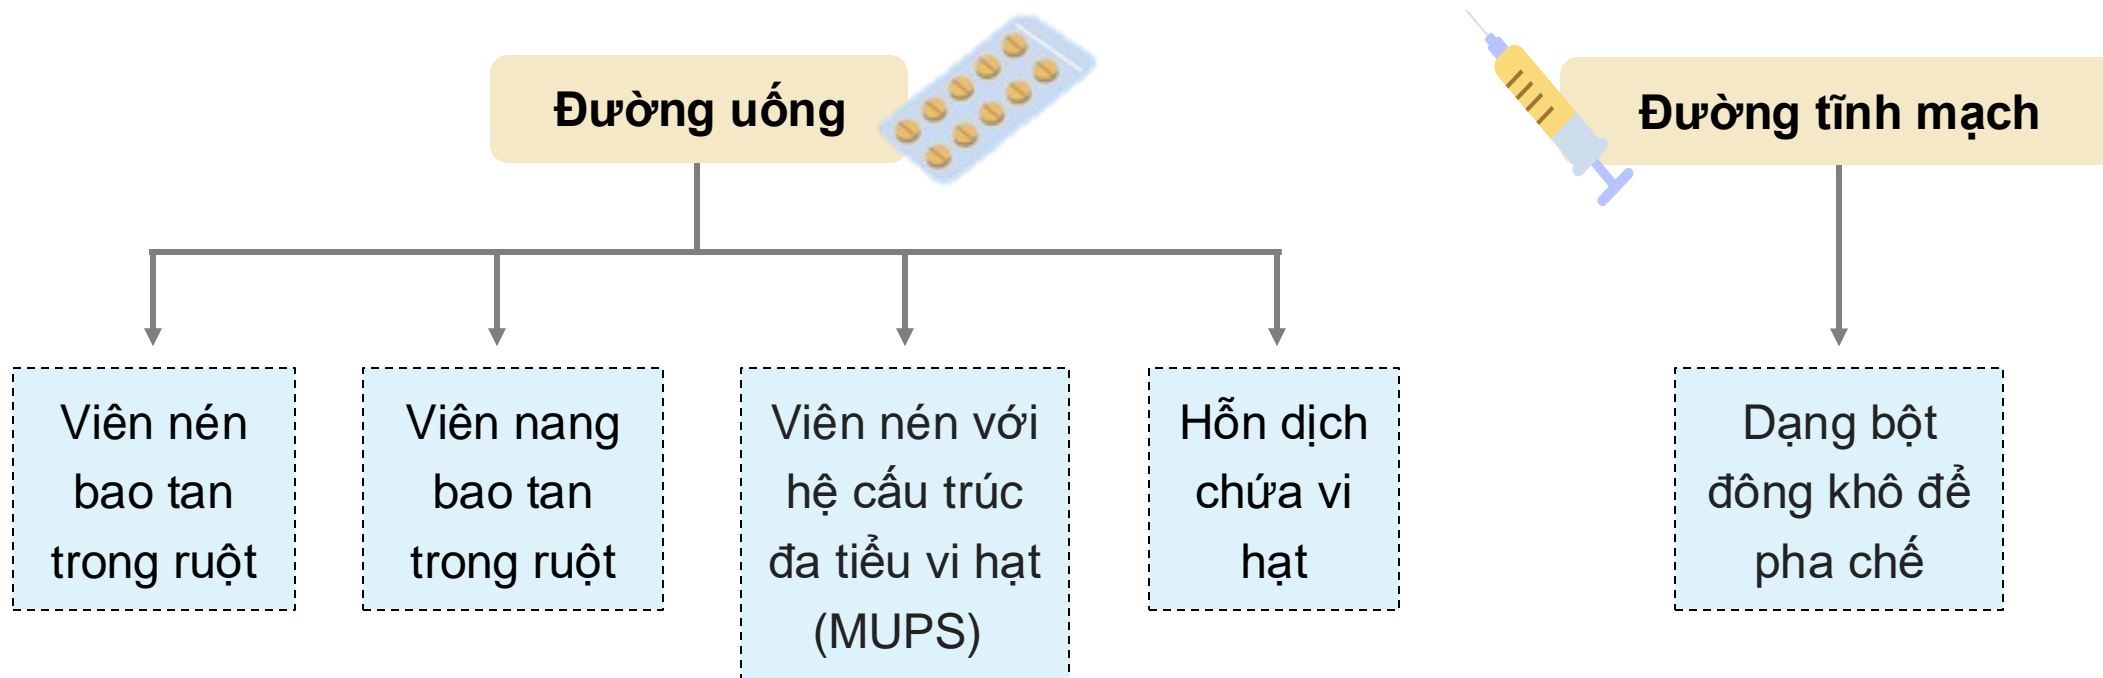 Đường uống
Đường tĩnh mạch
Viên nén
bao tan
trong ruột
Viên nang
bao tan
trong ruột
Viên nén với
hệ cấu trúc
đa tiểu vi hạt
(MUPS)
Hỗn dịch
chứa vi
hạt
Dạng bột
đông khô để
pha chế